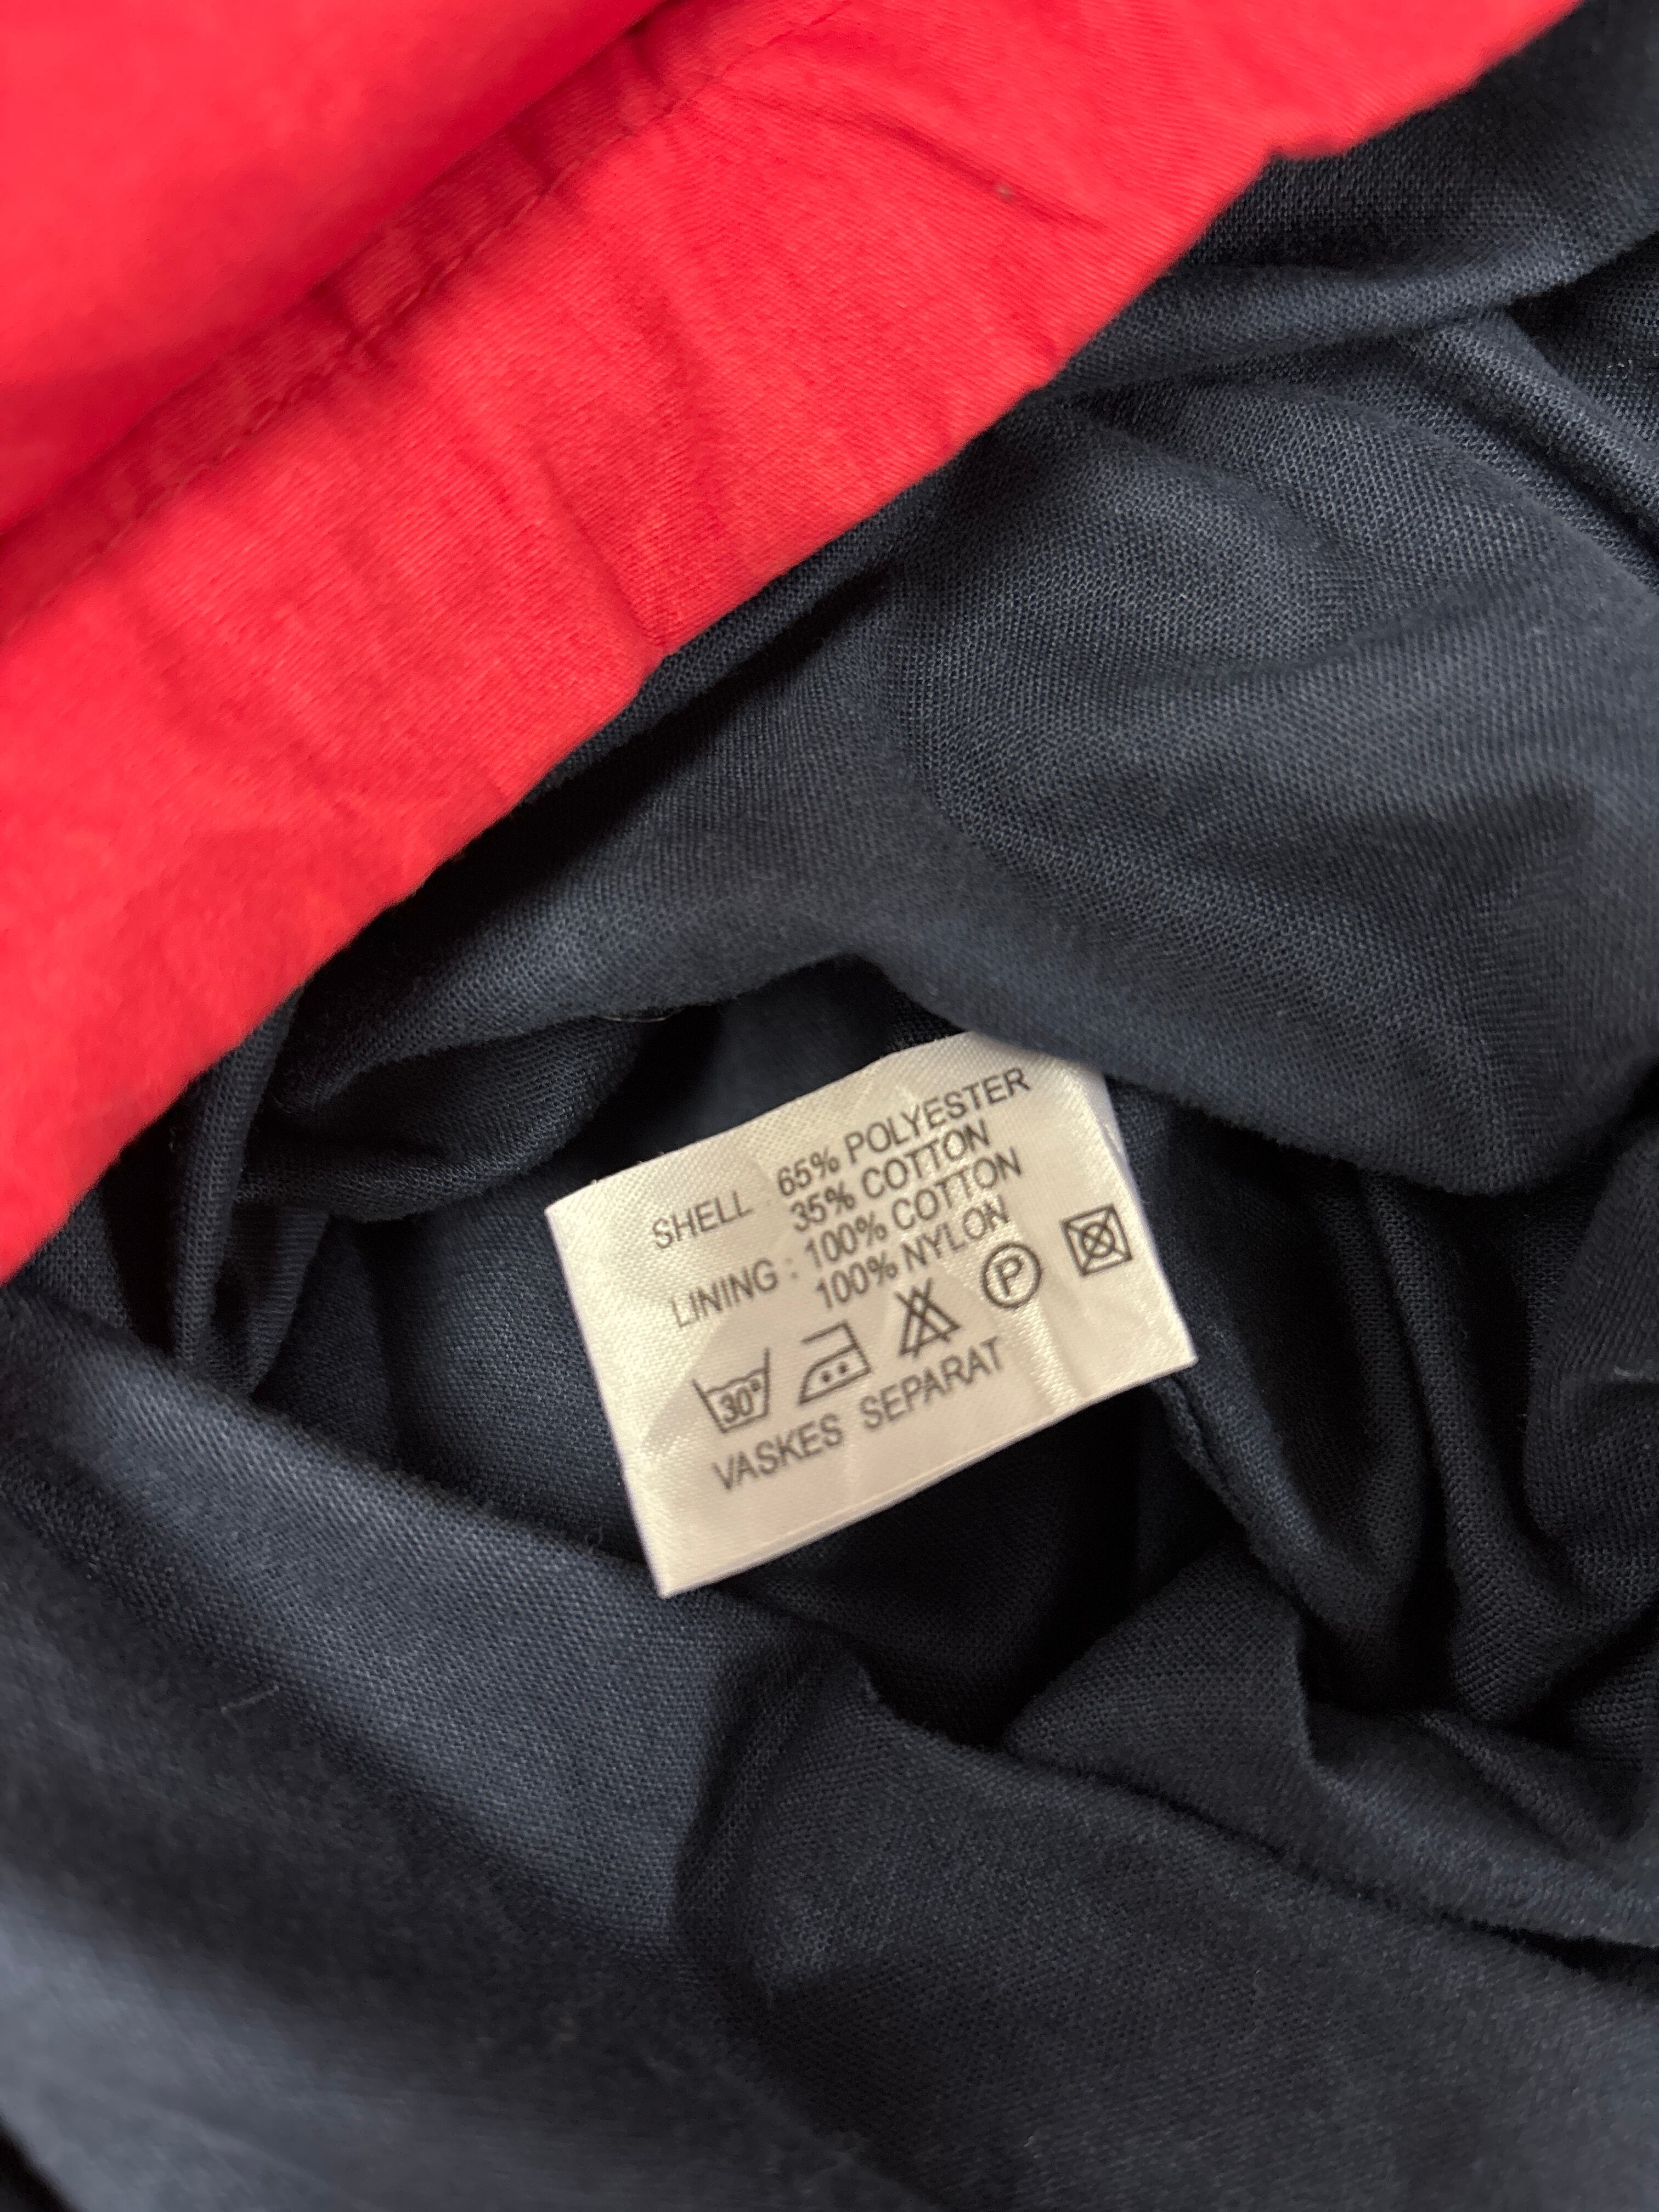 SHELL : 65% POLYESTER
35% COTTON
LINING : 100% COTTON
100% NYLON
30° P
VASKES SEPARAT